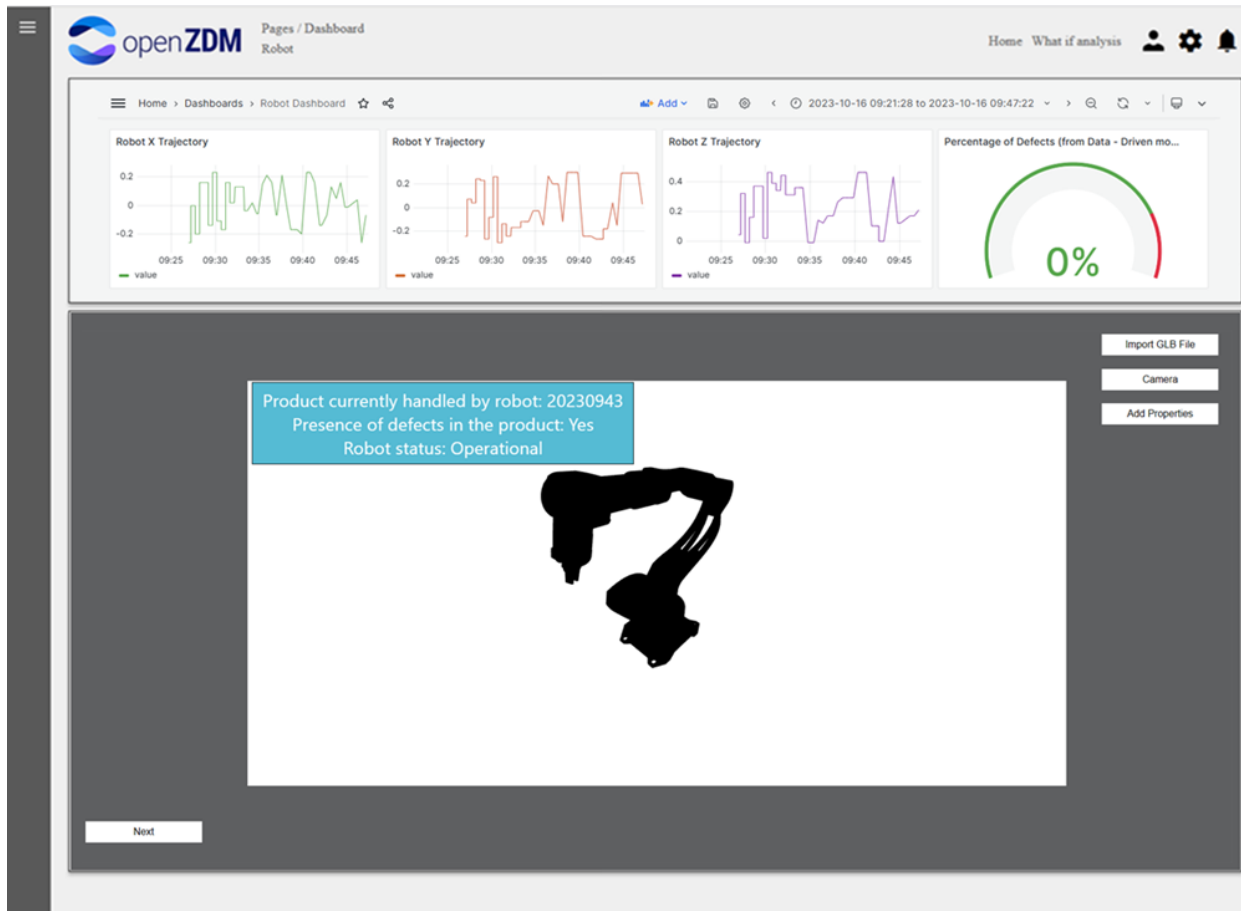 openZDM
Pages / Dashboard
Robot
Home What if analysis
Home > Dashboards > Robot Dashboard
Add
2023-10-16 09:21:28 to 2023-10-16 09:47:22
Robot X Trajectory
0.2
0
-0.2
09:25 09:30 09:35 09:40 09:45
value
Robot Y Trajectory
0.2
0
-0.2
09:25 09:30 09:35 09:40 09:45
value
Robot Z Trajectory
0.4
0.2
0
09:25 09:30 09:35 09:40 09:45
value
Percentage of Defects (from Data - Driven mo...
0%
Import GLB File
Camera
Add Properties
Product currently handled by robot: 20230943
Presence of defects in the product: Yes
Robot status: Operational
Next